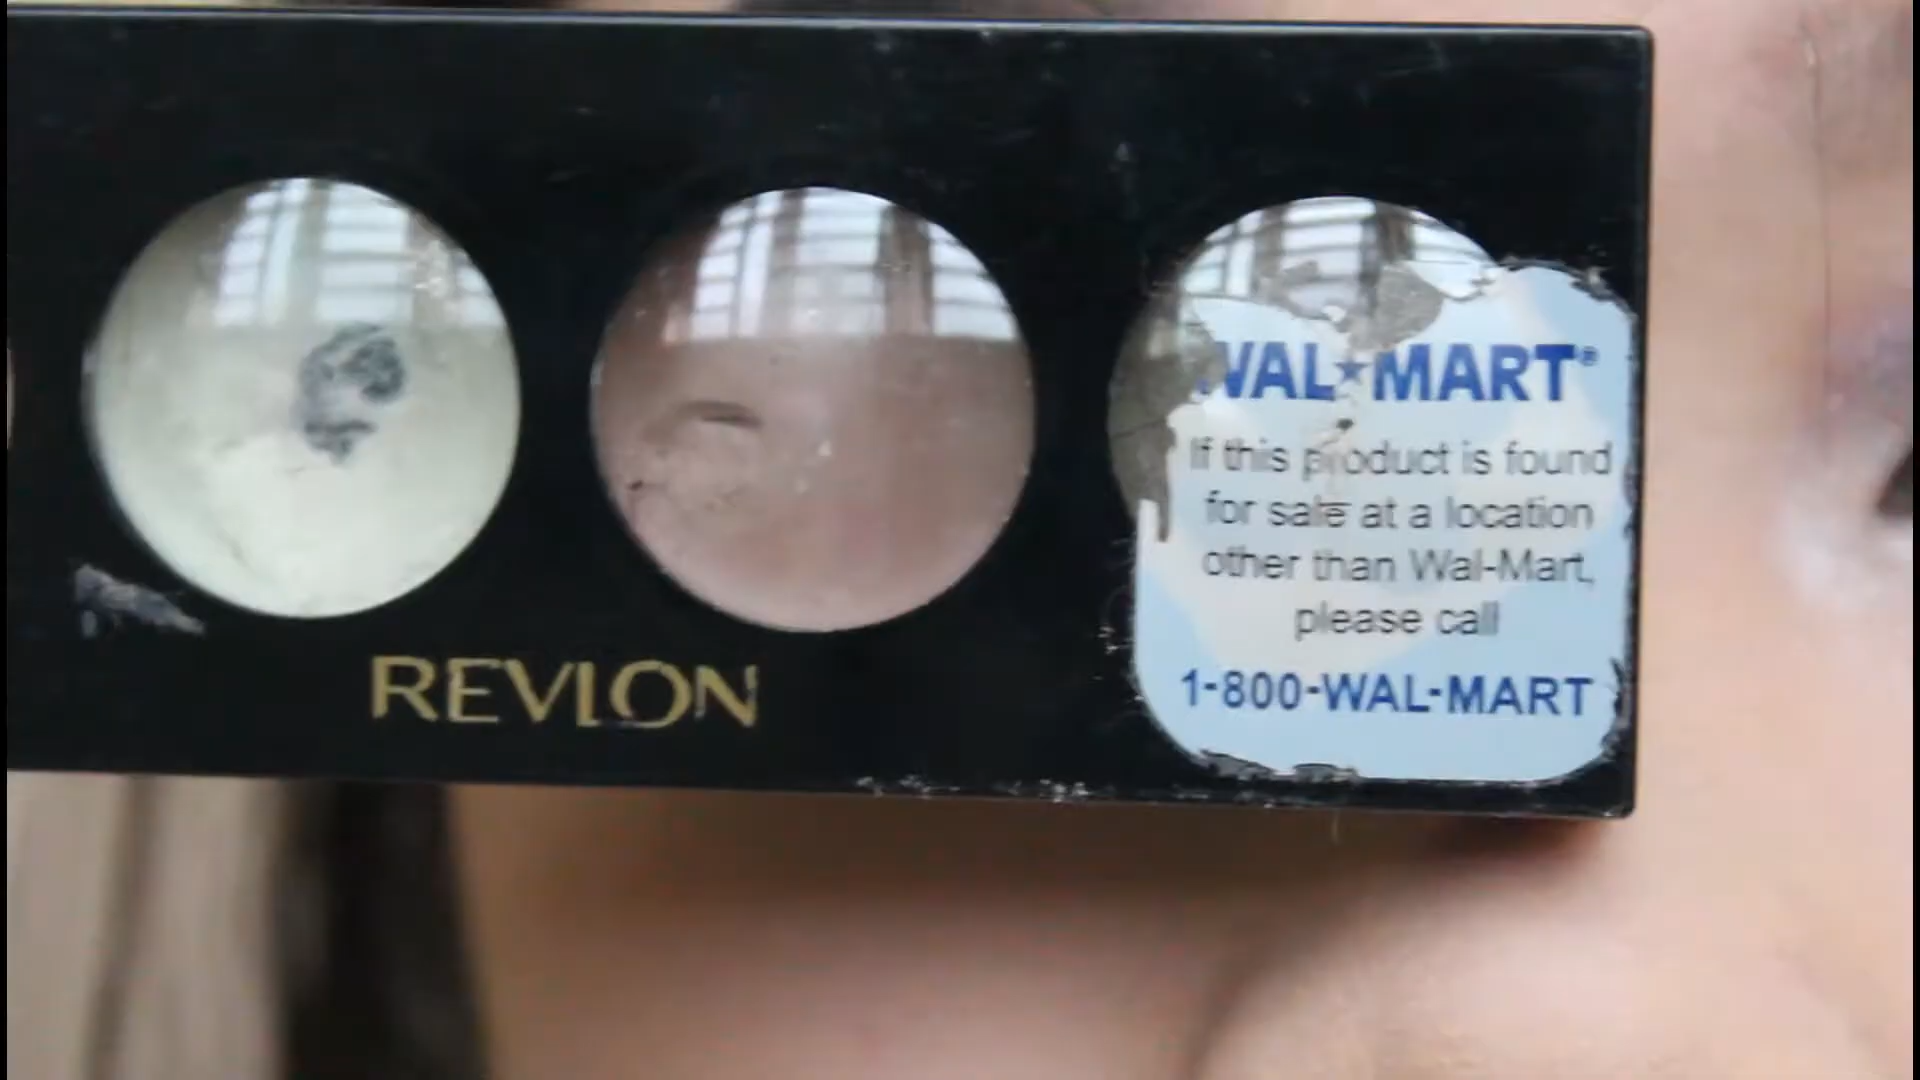 REVLON
WAL★MART®
If this product is found
for sale at a location
other than Wal-Mart,
please call
1-800-WAL-MART